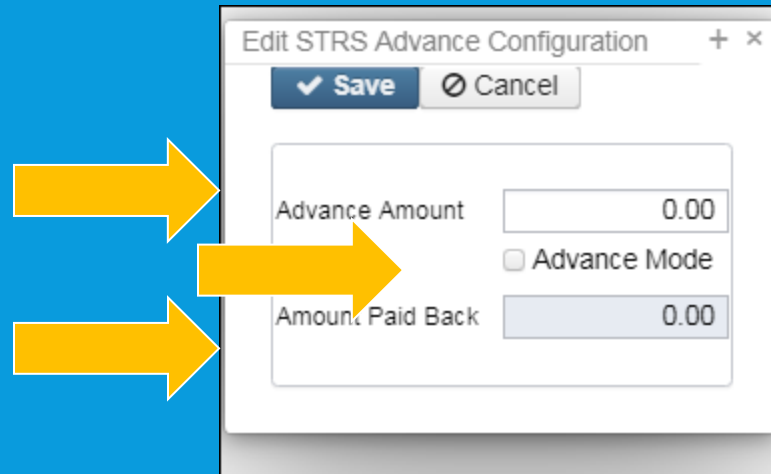 Edit STRS Advance Configuration
Save Cancel
Advance Amount 0.00
Advance Mode
Amount Paid Back 0.00